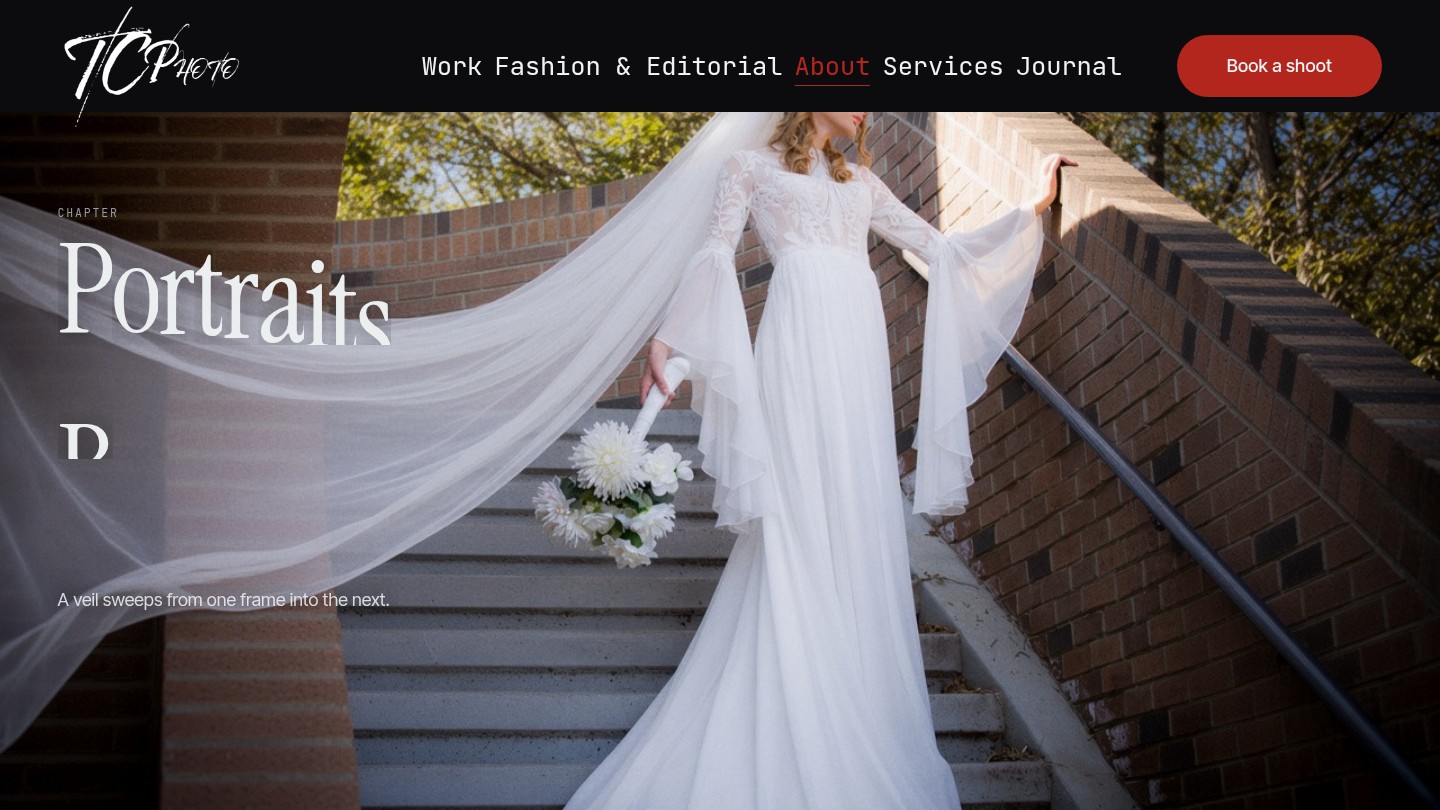 TCPHOTO
Work Fashion & Editorial About Services Journal
Book a shoot
CHAPTER
Portraits
A veil sweeps from one frame into the next.